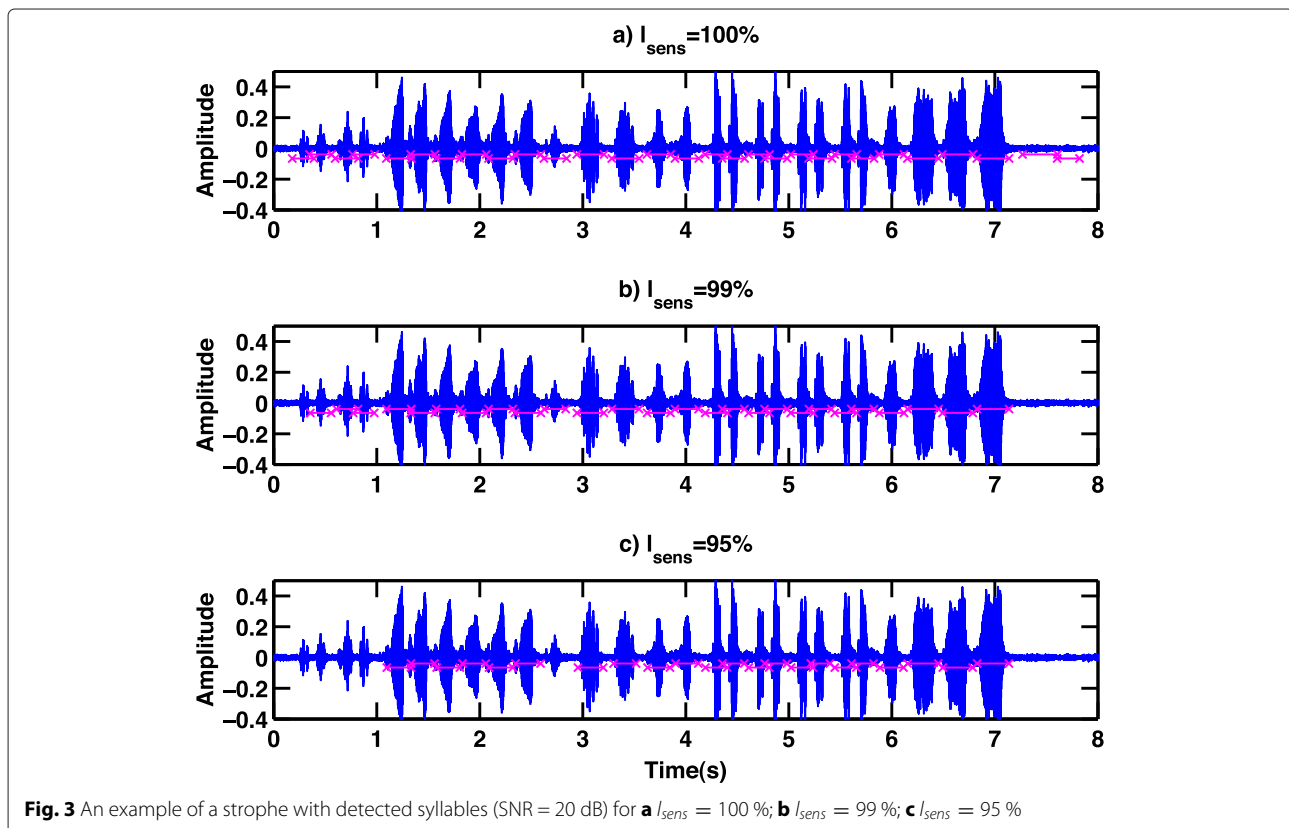 a) l_sens=100%
Amplitude
0.4
0.2
0
−0.2
−0.4
0 1 2 3 4 5 6 7 8
b) l_sens=99%
Amplitude
0.4
0.2
0
−0.2
−0.4
0 1 2 3 4 5 6 7 8
c) l_sens=95%
Amplitude
0.4
0.2
0
−0.2
−0.4
0 1 2 3 4 5 6 7 8
Time(s)
Fig. 3 An example of a strophe with detected syllables (SNR = 20 dB) for a l_sens = 100 %; b l_sens = 99 %; c l_sens = 95 %